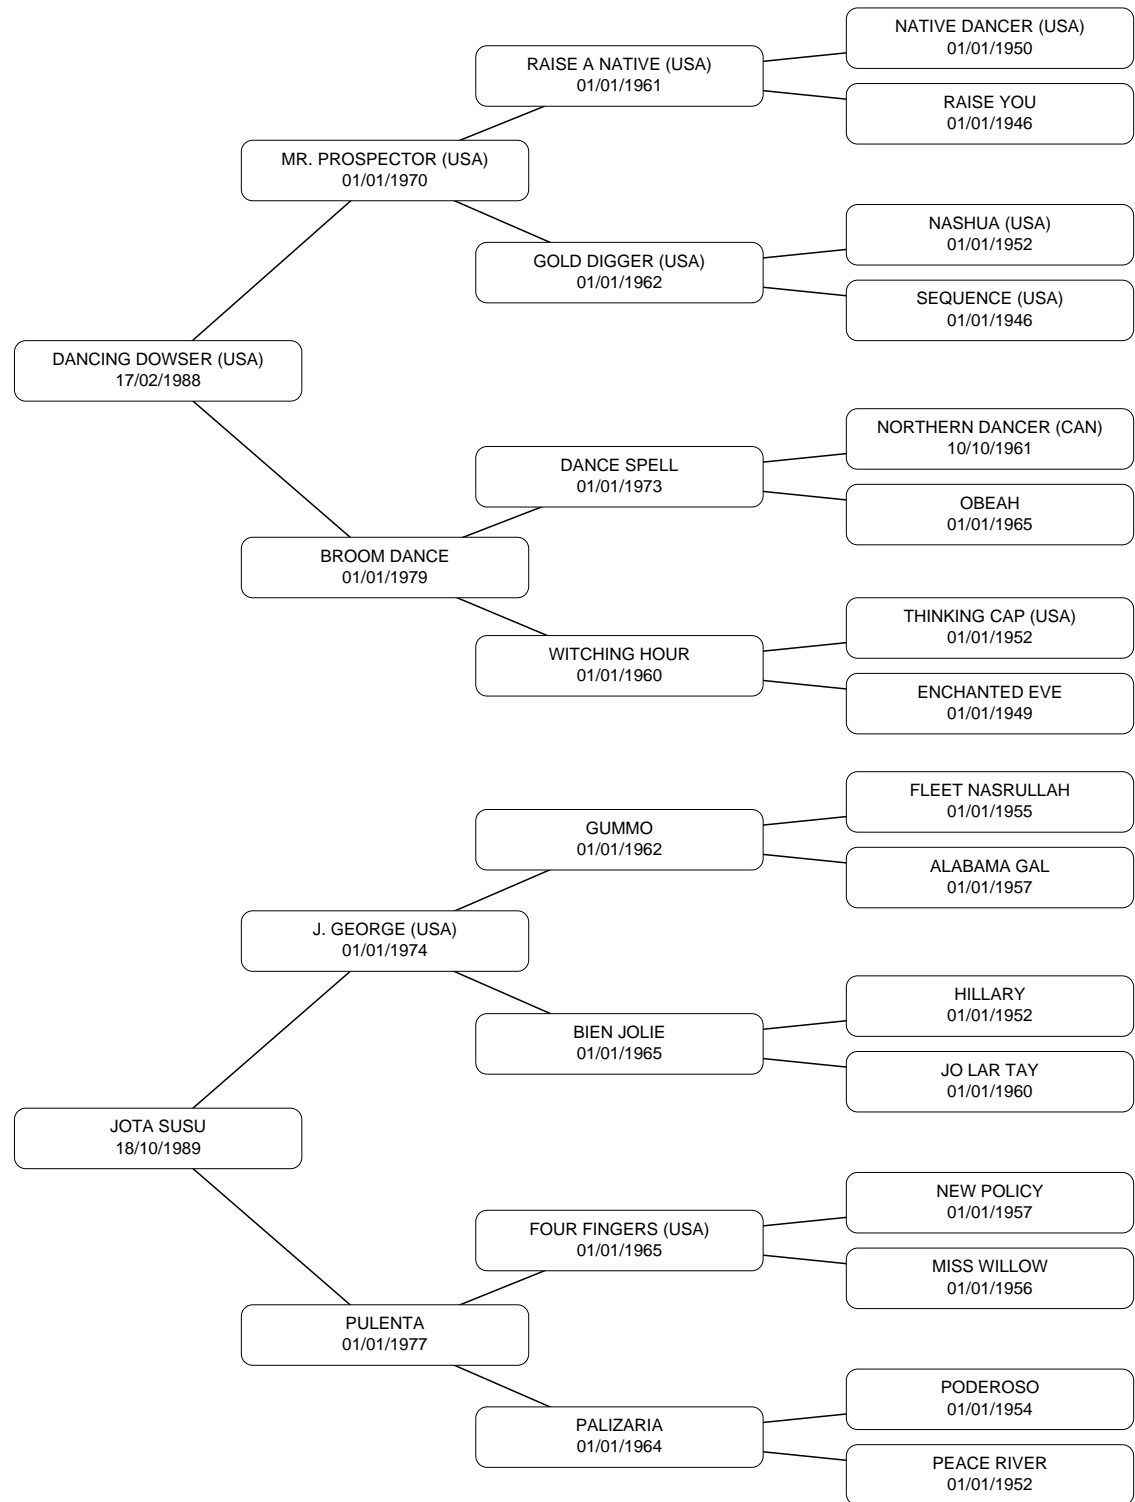 NATIVE DANCER (USA)
01/01/1950
RAISE A NATIVE (USA)
01/01/1961
RAISE YOU
01/01/1946
MR. PROSPECTOR (USA)
01/01/1970
NASHUA (USA)
01/01/1952
GOLD DIGGER (USA)
01/01/1962
SEQUENCE (USA)
01/01/1946
DANCING DOWSER (USA)
17/02/1988
NORTHERN DANCER (CAN)
10/10/1961
DANCE SPELL
01/01/1973
OBEAH
01/01/1965
BROOM DANCE
01/01/1979
THINKING CAP (USA)
01/01/1952
WITCHING HOUR
01/01/1960
ENCHANTED EVE
01/01/1949
FLEET NASRULLAH
01/01/1955
GUMMO
01/01/1962
ALABAMA GAL
01/01/1957
J. GEORGE (USA)
01/01/1974
HILLARY
01/01/1952
BIEN JOLIE
01/01/1965
JO LAR TAY
01/01/1960
JOTA SUSU
18/10/1989
NEW POLICY
01/01/1957
FOUR FINGERS (USA)
01/01/1965
MISS WILLOW
01/01/1956
PULENTA
01/01/1977
PODEROSO
01/01/1954
PALIZARIA
01/01/1964
PEACE RIVER
01/01/1952